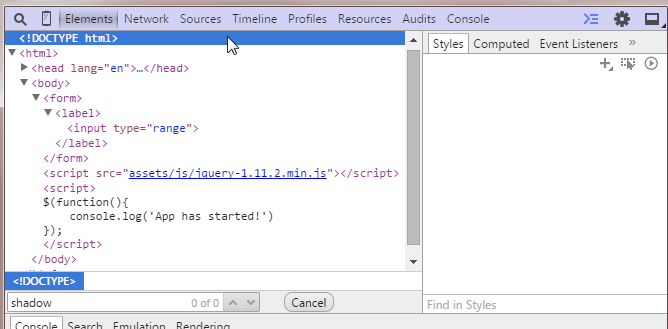 Elements Network Sources Timeline Profiles Resources Audits Console
<!DOCTYPE html>
<html>
<head lang="en">…</head>
<body>
<form>
<label>
<input type="range">
</label>
</form>
<script src="assets/js/jquery-1.11.2.min.js"></script>
<script>
$(function(){
console.log('App has started!')
});
</script>
</body>
<!DOCTYPE>
shadow 0 of 0 Cancel
Styles Computed Event Listeners »
Find in Styles
Console Search Emulation Rendering